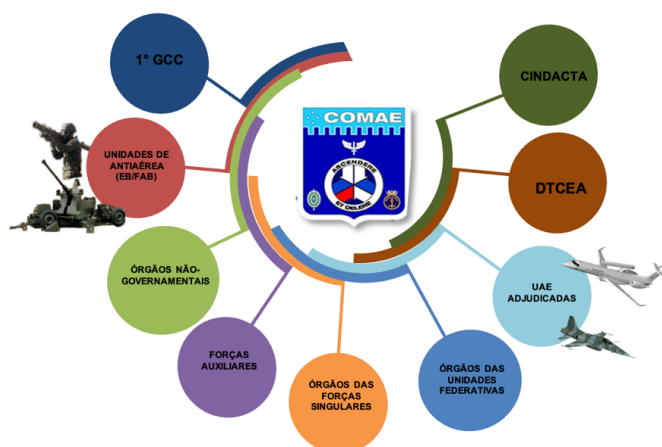 1° GCC
COMAE
ASCENDERE
ET DELERE
CINDACTA
UNIDADES DE
ANTIAÉREA
(EB/FAB)
DTCEA
ÓRGÃOS NÃO-
GOVERNAMENTAIS
UAE
ADJUDICADAS
FORÇAS
AUXILIARES
ÓRGÃOS DAS
FORÇAS
SINGULARES
ÓRGÃOS DAS
UNIDADES
FEDERATIVAS